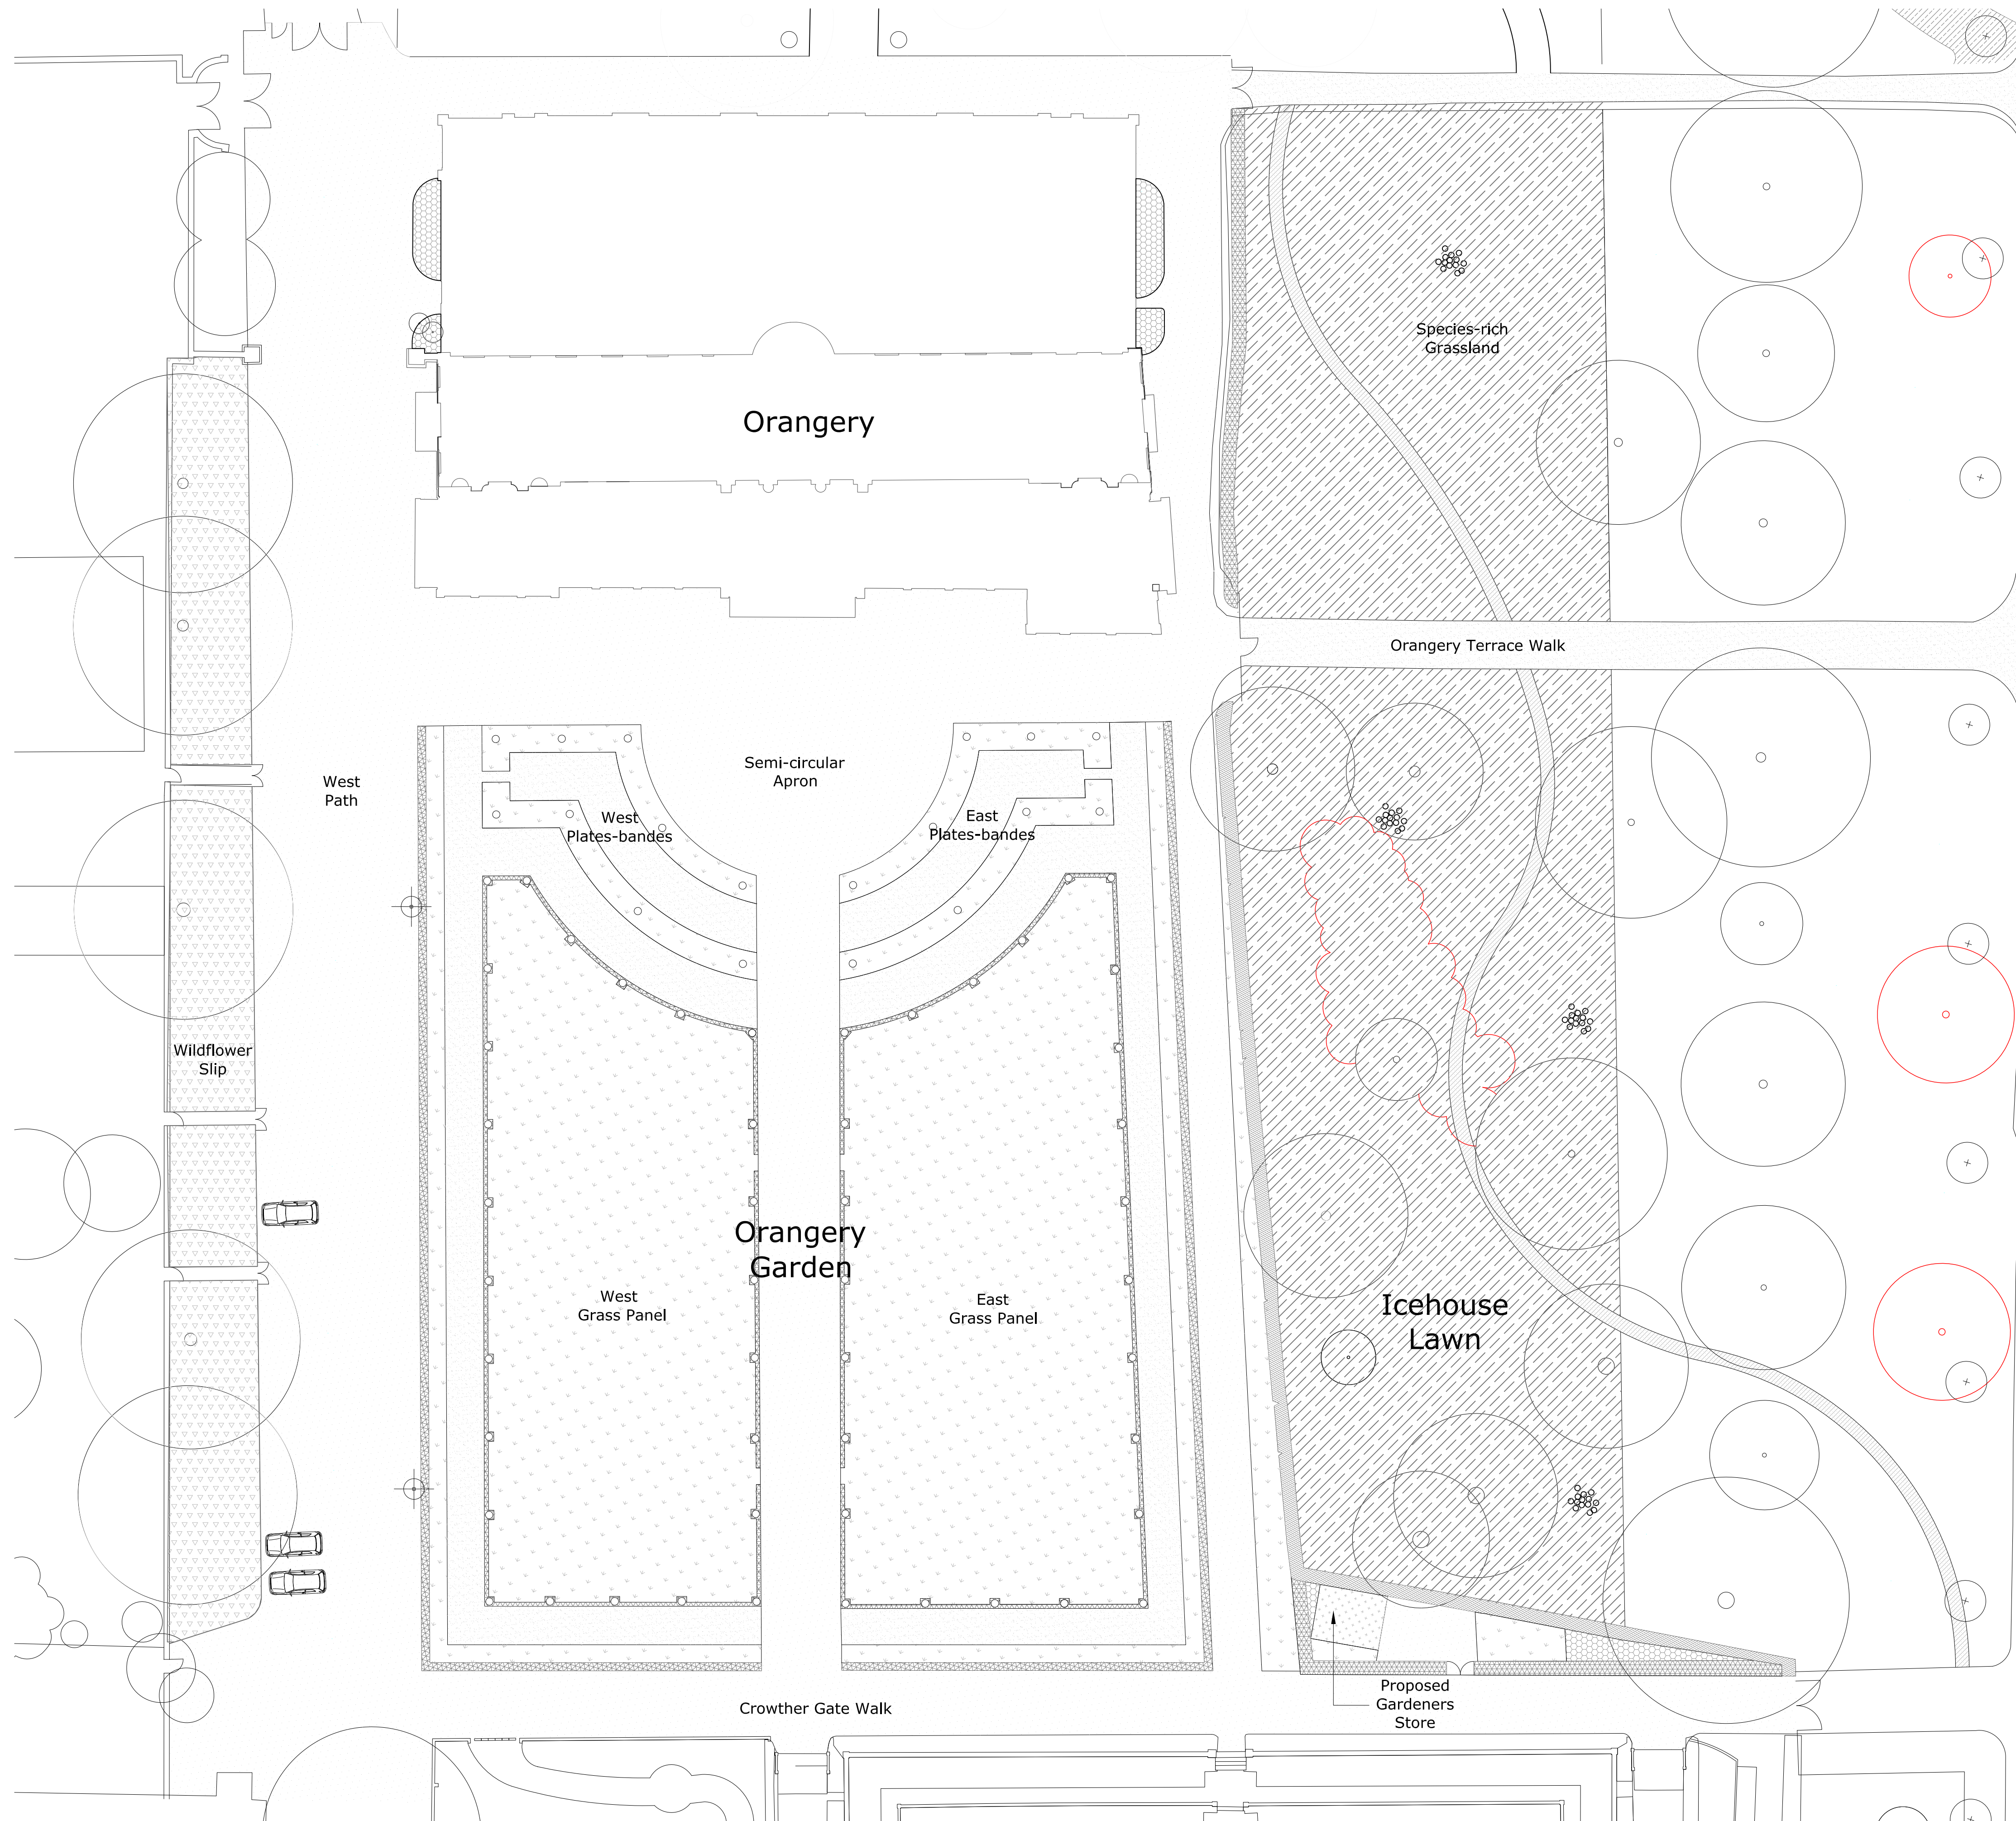 Species-rich
Grassland
Orangery
Orangery Terrace Walk
Semi-circular
Apron
West
Path
West
Plates-bandes
East
Plates-bandes
Wildflower
Slip
Orangery
Garden
West
Grass Panel
East
Grass Panel
Icehouse
Lawn
Proposed
Gardeners
Store
Crowther Gate Walk